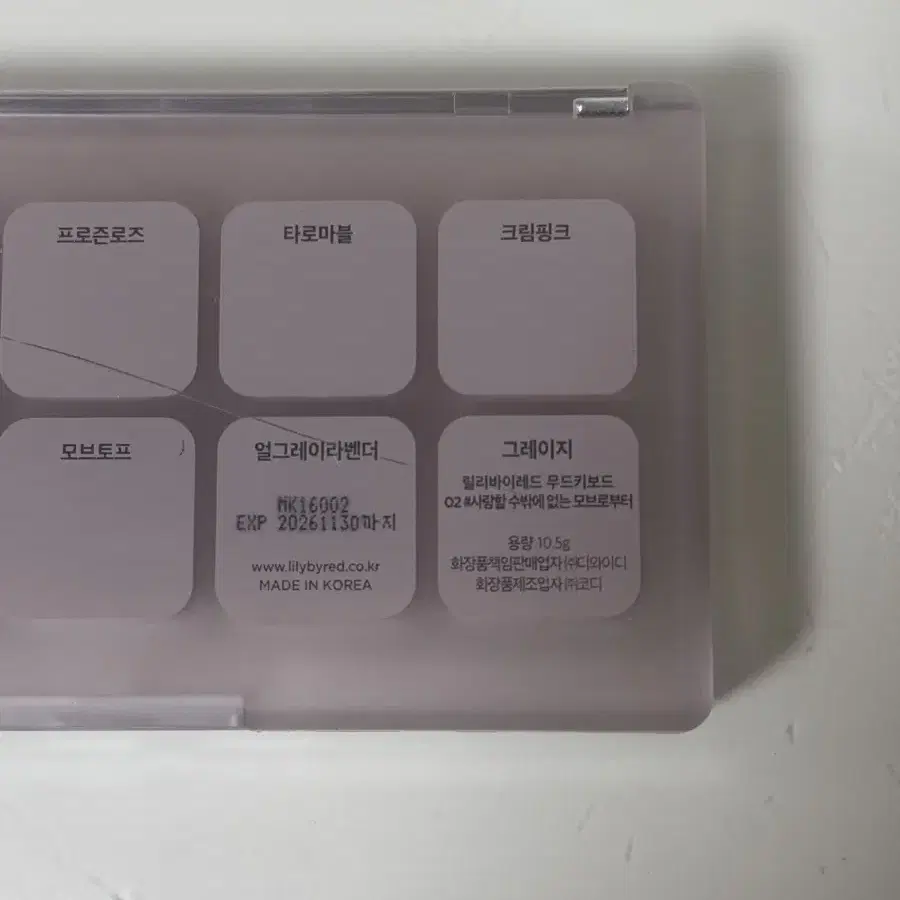 프로즌로즈
타로마블
크림핑크
모브토프
얼그레이라벤더
MK16002
EXP 20261130까지
www.lilybyred.co.kr
MADE IN KOREA
그레이지
릴리바이레드 무드키보드
02 #사랑할 수밖에 없는 모브로부터
용량 10.5g
화장품책임판매업자 ㈜디와이디
화장품제조업자 ㈜코디